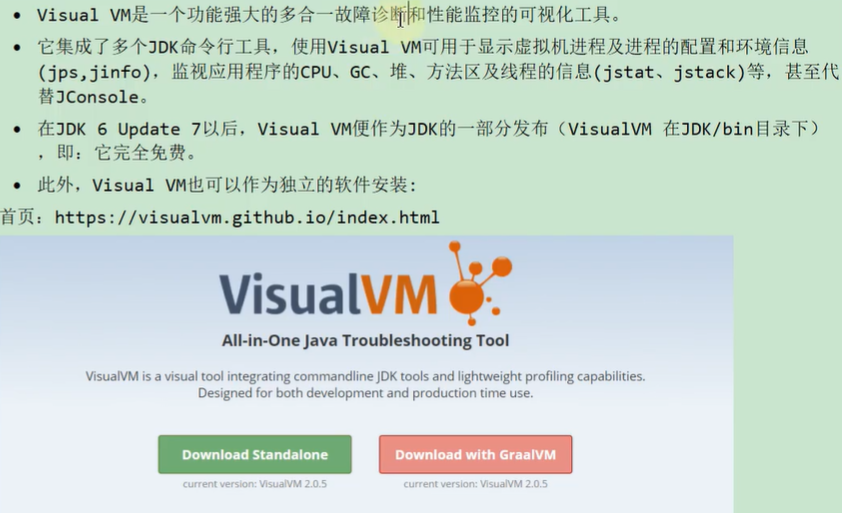 • Visual VM是一个功能强大的多合一故障诊断和性能监控的可视化工具。
• 它集成了多个JDK命令行工具，使用Visual VM可用于显示虚拟机进程及进程的配置和环境信息
(jps,jinfo)，监视应用程序的CPU、GC、堆、方法区及线程的信息(jstat、jstack)等，甚至代
替JConsole。
• 在JDK 6 Update 7以后，Visual VM便作为JDK的一部分发布（VisualVM 在JDK/bin目录下）
，即：它完全免费。
• 此外，Visual VM也可以作为独立的软件安装:
首页：https://visualvm.github.io/index.html
VisualVM
All-in-One Java Troubleshooting Tool
VisualVM is a visual tool integrating commandline JDK tools and lightweight profiling capabilities.
Designed for both development and production time use.
Download Standalone Download with GraalVM
current version: VisualVM 2.0.5 current version: VisualVM 2.0.5